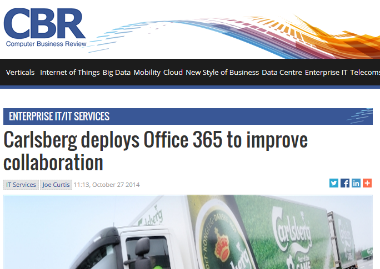 CBR
Computer Business Review
Verticals Internet of Things Big Data Mobility Cloud New Style of Business Data Centre Enterprise IT Telecoms
ENTERPRISE IT/IT SERVICES
Carlsberg deploys Office 365 to improve
collaboration
IT Services Joe Curtis 11:13, October 27 2014
Carlsberg